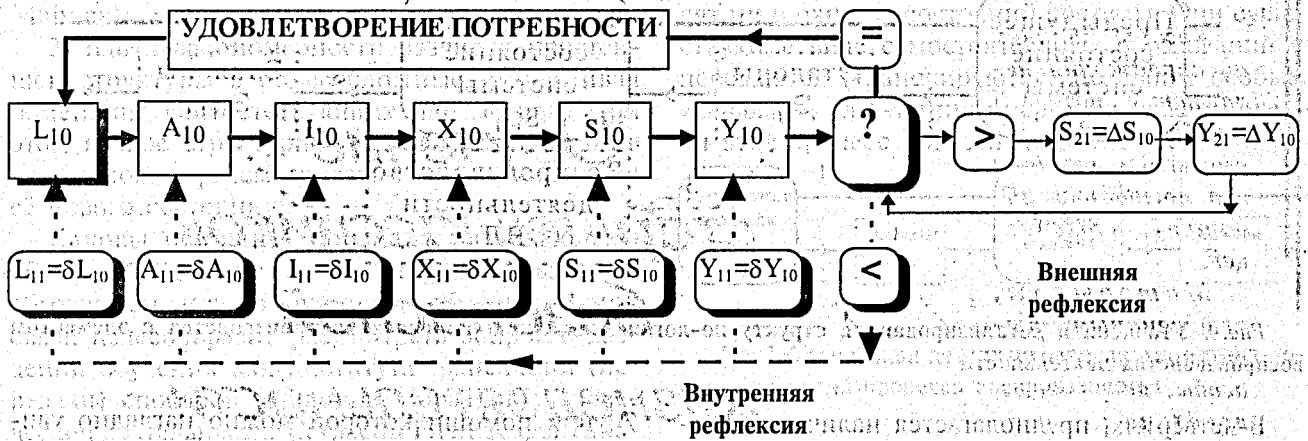 УДОВЛЕТВОРЕНИЕ ПОТРЕБНОСТИ
=
L₁₀ A₁₀ I₁₀ X₁₀ S₁₀ Y₁₀ ? > S₂₁=ΔS₁₀ Y₂₁=ΔY₁₀
L₁₁=δL₁₀ A₁₁=δA₁₀ I₁₁=δI₁₀ X₁₁=δX₁₀ S₁₁=δS₁₀ Y₁₁=δY₁₀ <
Внешняя
рефлексия
Внутренняя
рефлексия